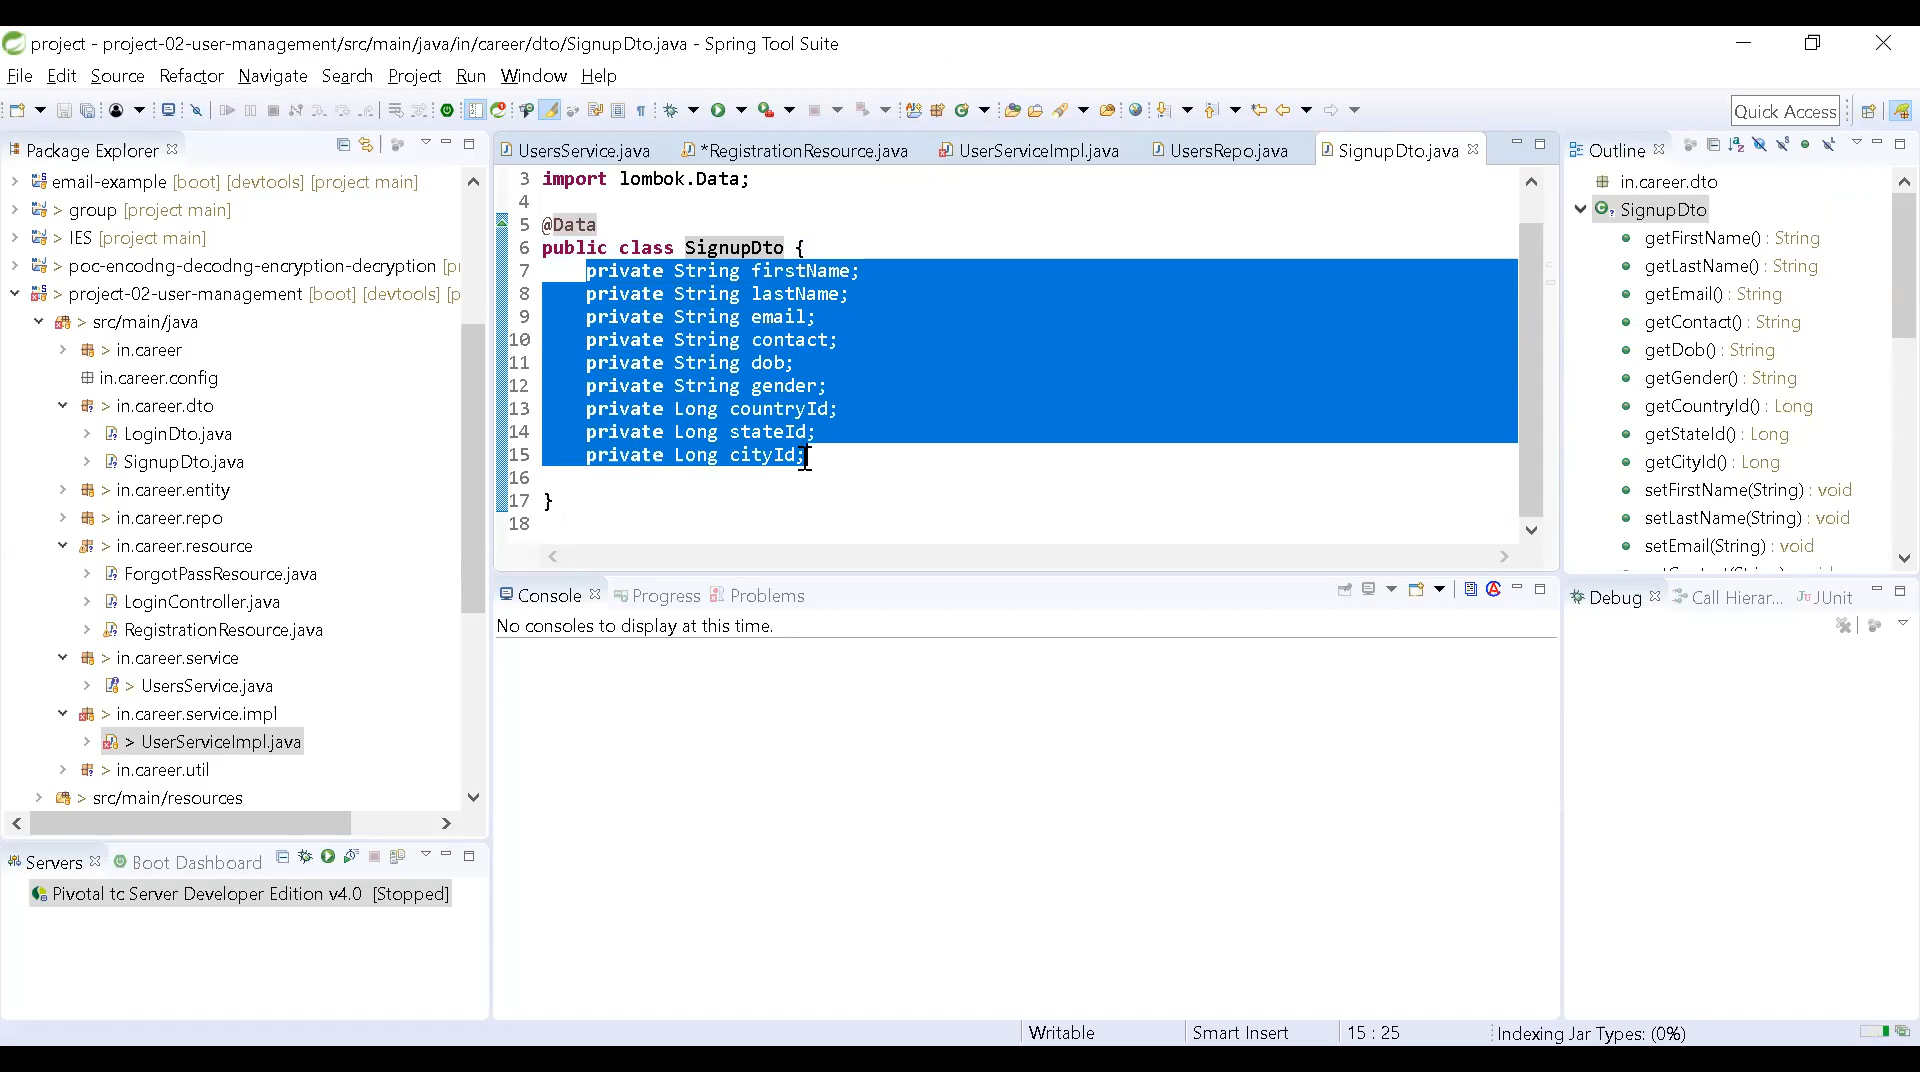 project - project-02-user-management/src/main/java/in/career/dto/SignupDto.java - Spring Tool Suite
File Edit Source Refactor Navigate Search Project Run Window Help
Quick Access
Package Explorer
email-example [boot] [devtools] [project main]
> group [project main]
> IES [project main]
> poc-encodng-decodng-encryption-decryption [pr
> project-02-user-management [boot] [devtools] [p
> src/main/java
> in.career
in.career.config
> in.career.dto
LoginDto.java
SignupDto.java
> in.career.entity
> in.career.repo
> in.career.resource
ForgotPassResource.java
LoginController.java
RegistrationResource.java
> in.career.service
> UsersService.java
> in.career.service.impl
> UserServiceImpl.java
> in.career.util
> src/main/resources
Servers Boot Dashboard
Pivotal tc Server Developer Edition v4.0 [Stopped]
UsersService.java *RegistrationResource.java UserServiceImpl.java UsersRepo.java SignupDto.java
3 import lombok.Data;
4
5 @Data
6 public class SignupDto {
7 private String firstName;
8 private String lastName;
9 private String email;
10 private String contact;
11 private String dob;
12 private String gender;
13 private Long countryId;
14 private Long stateId;
15 private Long cityId;
16
17 }
18
Console Progress Problems
No consoles to display at this time.
Outline
in.career.dto
SignupDto
getFirstName() : String
getLastName() : String
getEmail() : String
getContact() : String
getDob() : String
getGender() : String
getCountryId() : Long
getStateId() : Long
getCityId() : Long
setFirstName(String) : void
setLastName(String) : void
setEmail(String) : void
Debug Call Hierar... JUnit
Writable Smart Insert 15 : 25 Indexing Jar Types: (0%)